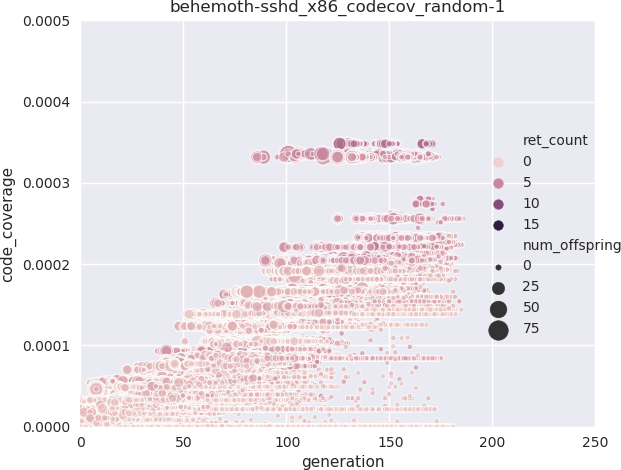 behemoth-sshd_x86_codecov_random-1
0.0005
0.0004
0.0003
0.0002
0.0001
0.0000
code_coverage
0 50 100 150 200 250
generation
ret_count
0
5
10
15
num_offspring
0
25
50
75